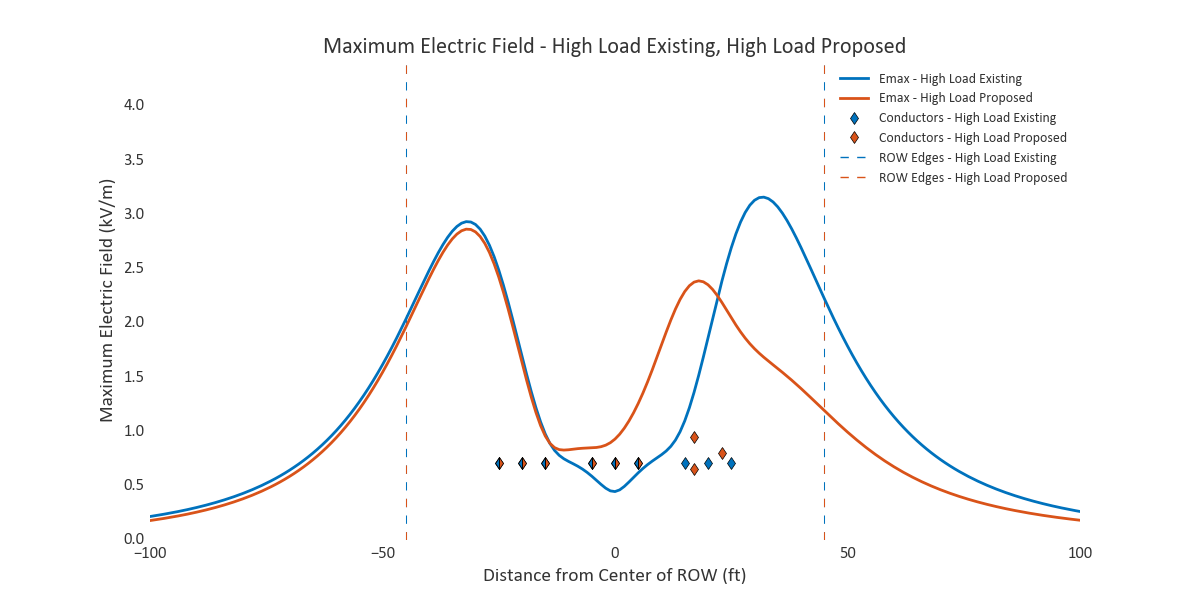 Maximum Electric Field - High Load Existing, High Load Proposed
Emax - High Load Existing
Emax - High Load Proposed
Conductors - High Load Existing
Conductors - High Load Proposed
ROW Edges - High Load Existing
ROW Edges - High Load Proposed
Maximum Electric Field (kV/m)
4.0
3.5
3.0
2.5
2.0
1.5
1.0
0.5
0.0
−100
−50
0
50
100
Distance from Center of ROW (ft)